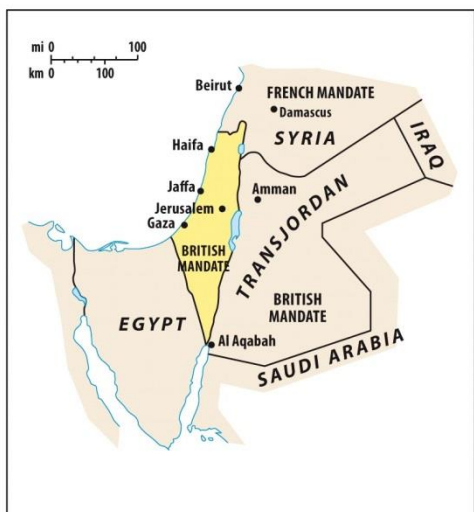 mi 0 100
km 0 100
Beirut
FRENCH MANDATE
Damascus
SYRIA
IRAQ
Haifa
Jaffa
Amman
Jerusalem
Gaza
TRANSJORDAN
BRITISH
MANDATE
BRITISH
MANDATE
EGYPT
Al Aqabah
SAUDI ARABIA